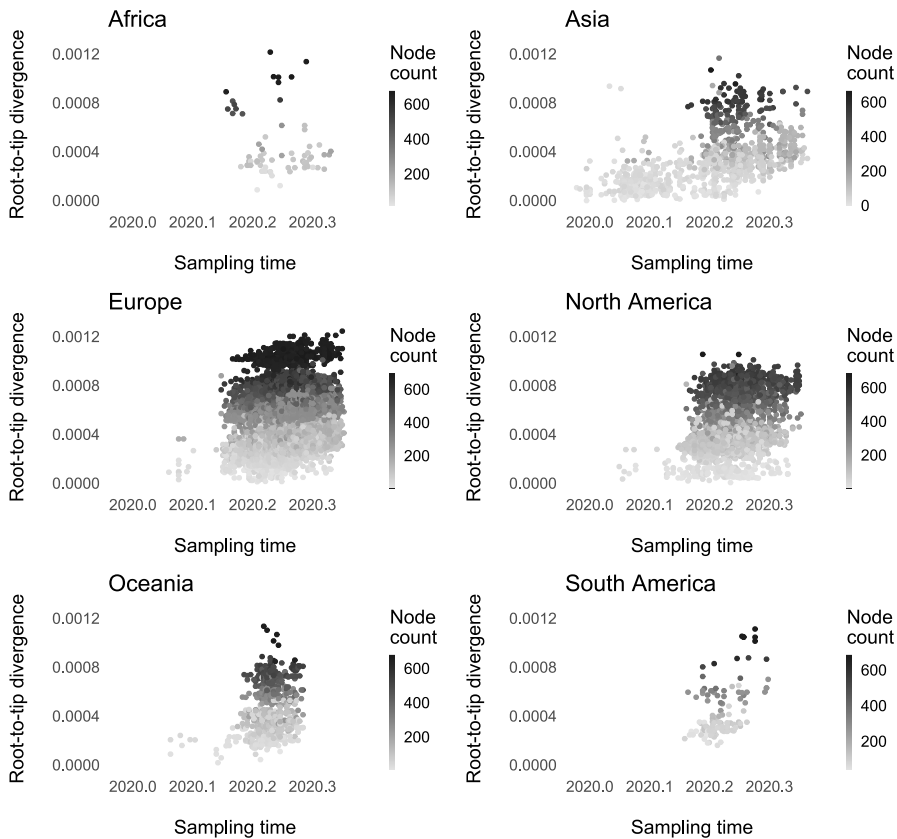 Africa
Root-to-tip divergence
0.0012
0.0008
0.0004
0.0000
2020.0 2020.1 2020.2 2020.3
Sampling time
Node
count
600
400
200
Asia
Root-to-tip divergence
0.0012
0.0008
0.0004
0.0000
2020.0 2020.1 2020.2 2020.3
Sampling time
Node
count
600
400
200
0
Europe
Root-to-tip divergence
0.0012
0.0008
0.0004
0.0000
2020.0 2020.1 2020.2 2020.3
Sampling time
Node
count
600
400
200
North America
Root-to-tip divergence
0.0012
0.0008
0.0004
0.0000
2020.0 2020.1 2020.2 2020.3
Sampling time
Node
count
600
400
200
Oceania
Root-to-tip divergence
0.0012
0.0008
0.0004
0.0000
2020.0 2020.1 2020.2 2020.3
Sampling time
Node
count
600
400
200
South America
Root-to-tip divergence
0.0012
0.0008
0.0004
0.0000
2020.0 2020.1 2020.2 2020.3
Sampling time
Node
count
600
400
200